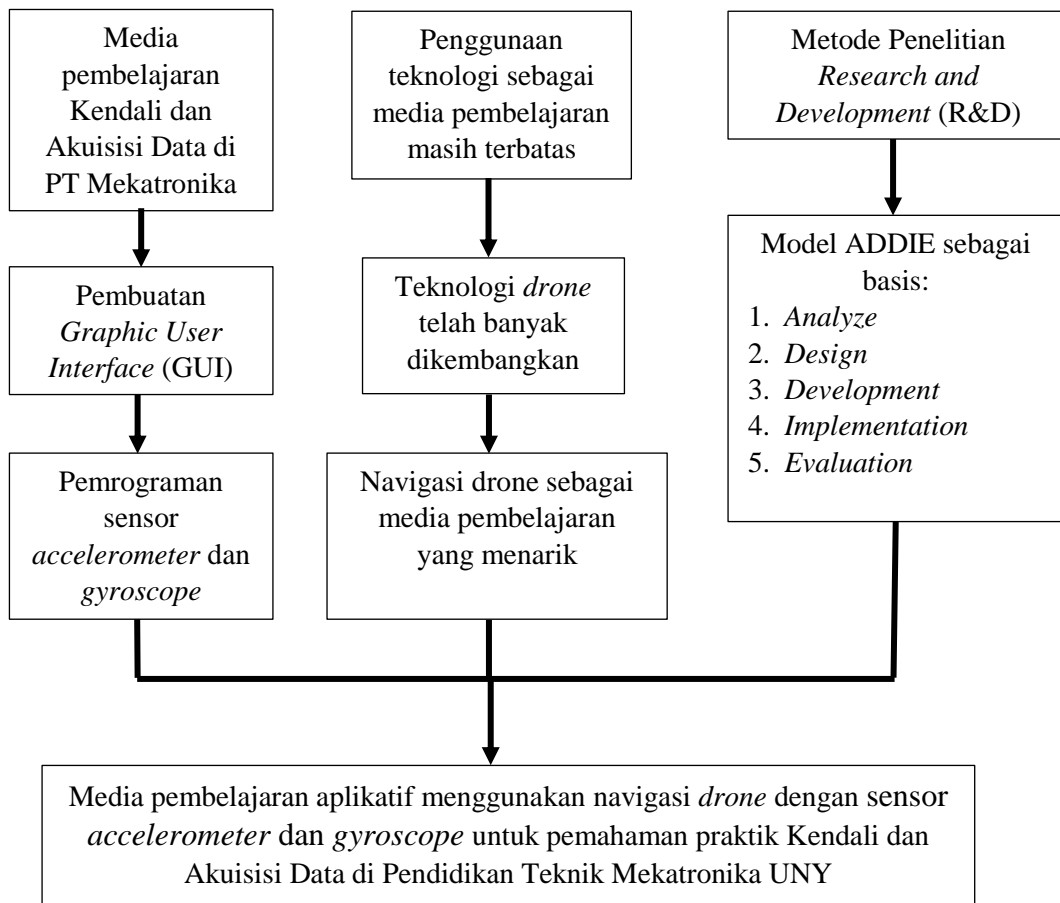 Media
pembelajaran
Kendali dan
Akuisisi Data di
PT Mekatronika
Pembuatan
Graphic User
Interface (GUI)
Pemrograman
sensor
accelerometer dan
gyroscope
Penggunaan
teknologi sebagai
media pembelajaran
masih terbatas
Teknologi drone
telah banyak
dikembangkan
Navigasi drone sebagai
media pembelajaran
yang menarik
Metode Penelitian
Research and
Development (R&D)
Model ADDIE sebagai
basis:
1. Analyze
2. Design
3. Development
4. Implementation
5. Evaluation
Media pembelajaran aplikatif menggunakan navigasi drone dengan sensor
accelerometer dan gyroscope untuk pemahaman praktik Kendali dan
Akuisisi Data di Pendidikan Teknik Mekatronika UNY